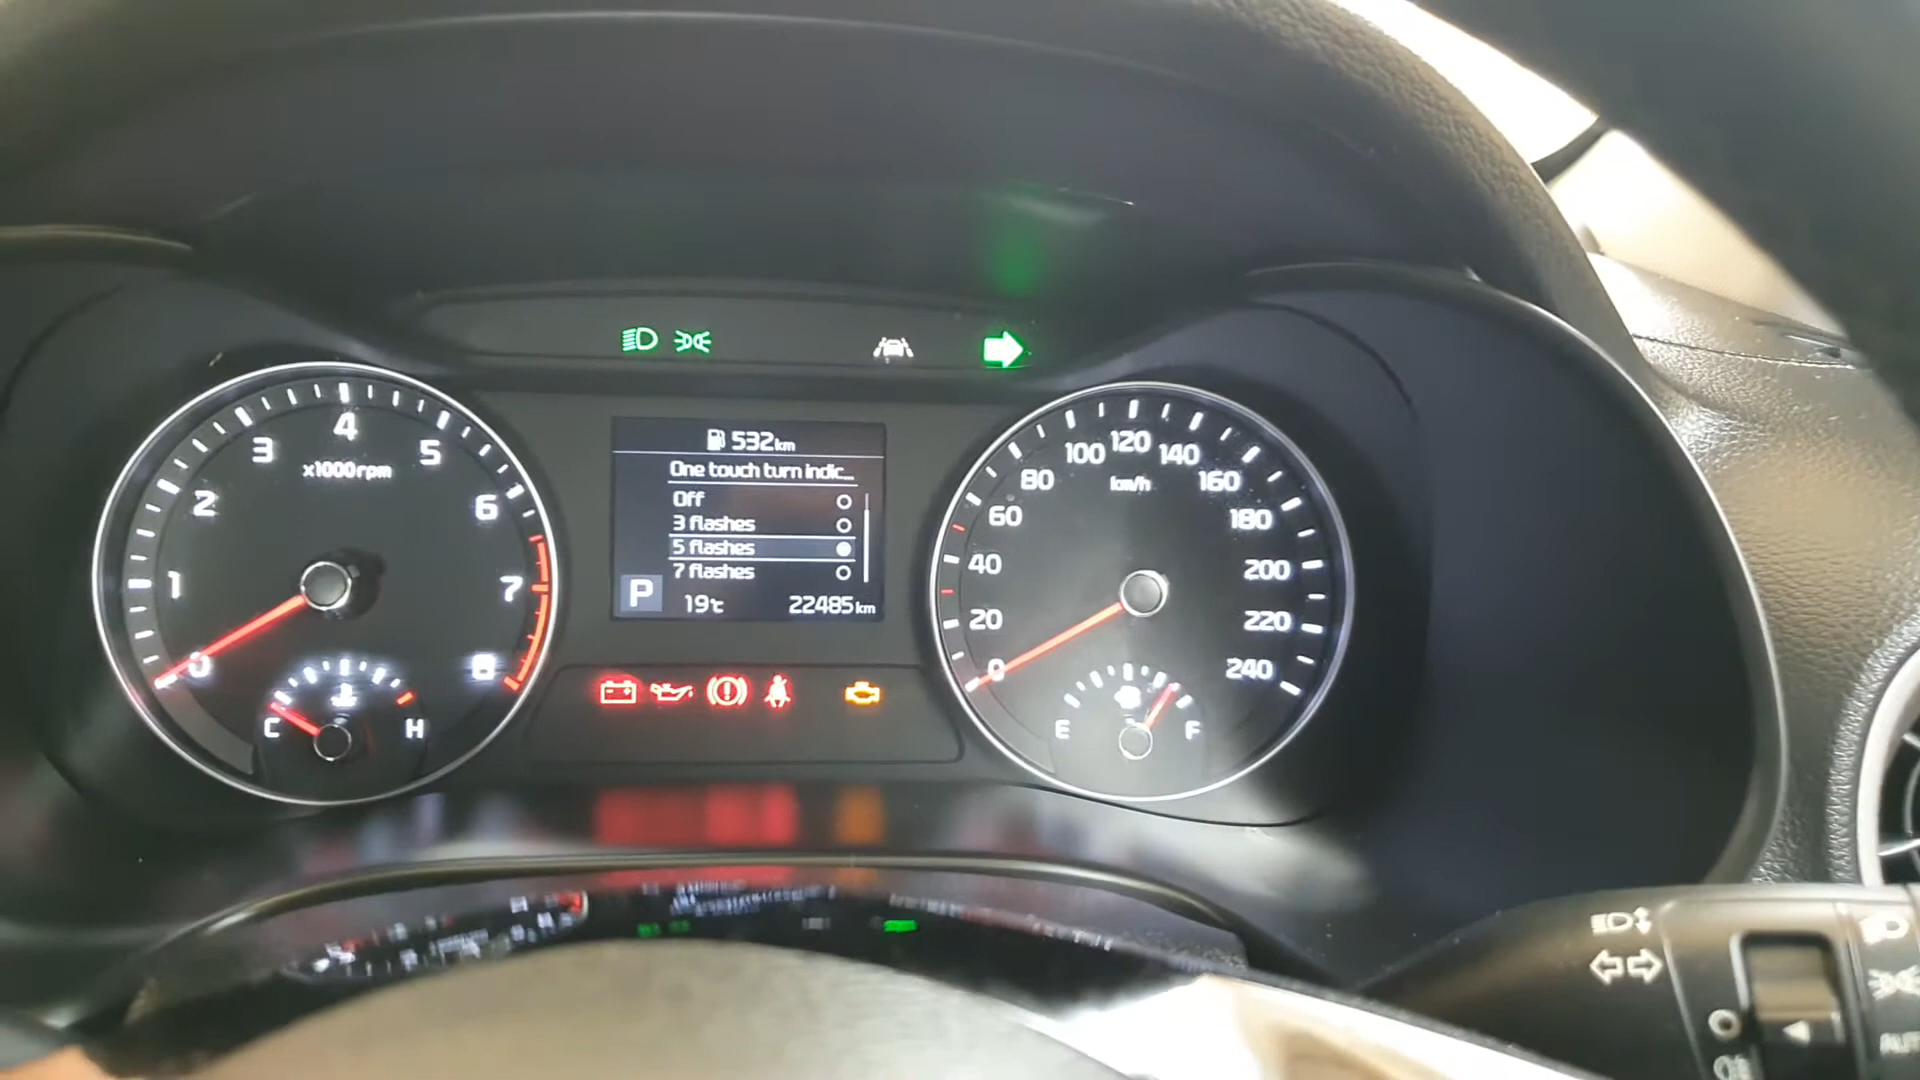 532km
One touch turn indic...
Off
3 flashes
5 flashes
7 flashes
P
19℃
22485km
0
1
2
3
4
5
6
7
8
x1000rpm
C
H
0
20
40
60
80
100
120
140
160
180
200
220
240
km/h
E
F